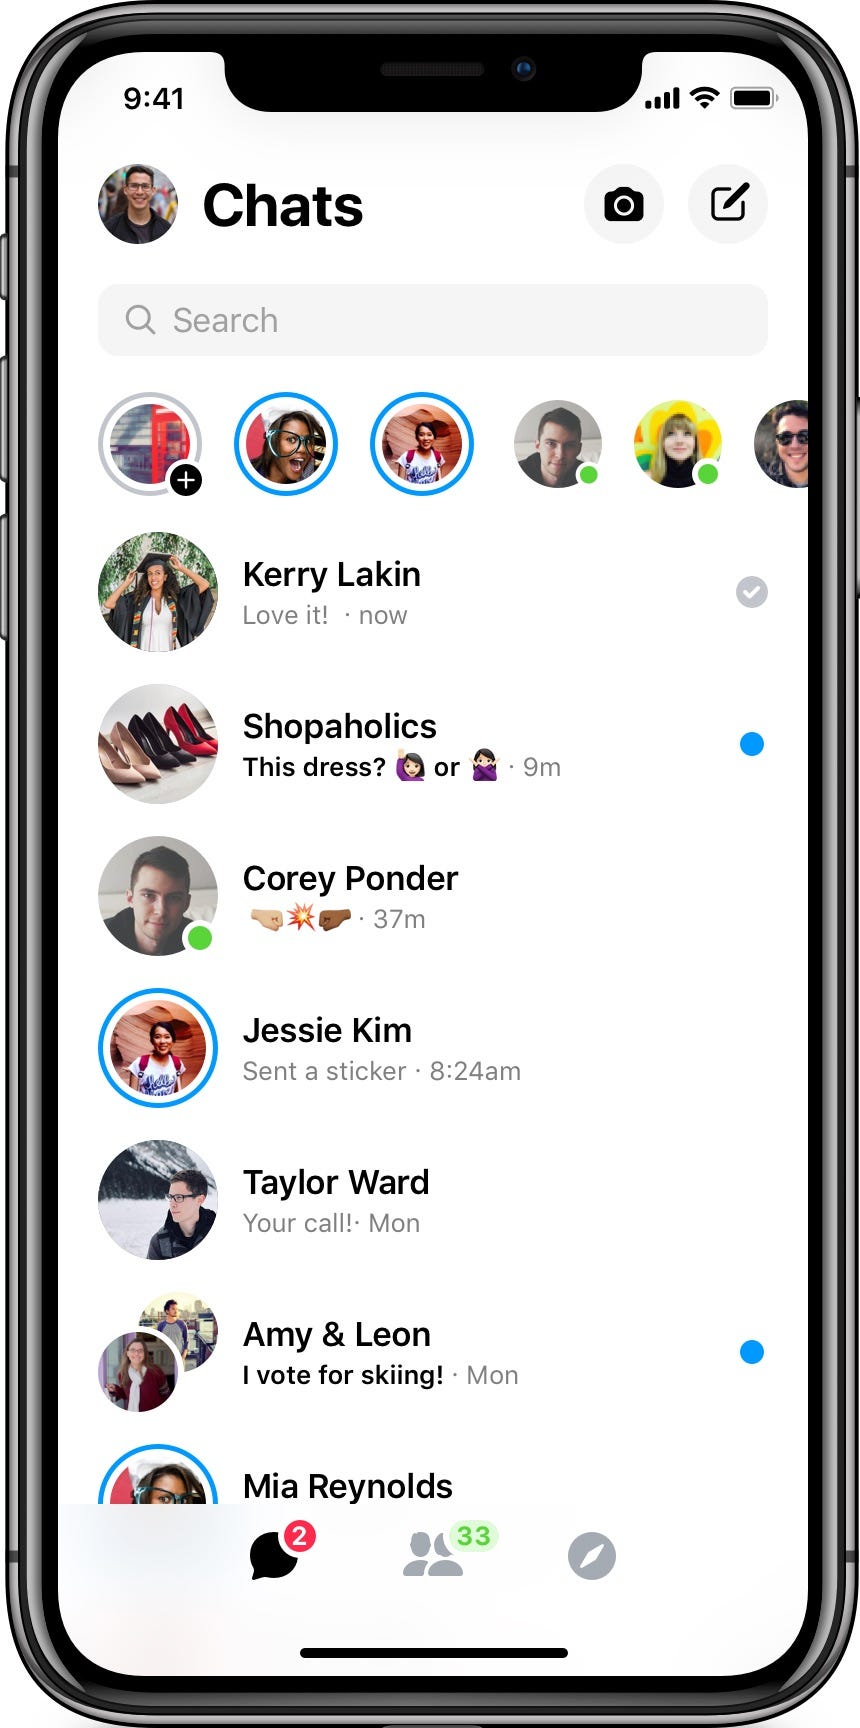 9:41
Chats
Search
Kerry Lakin
Love it! · now
Shopaholics
This dress? 🙋🏻‍♀️ or 🙅🏻‍♀️ · 9m
Corey Ponder
🤜🏼💥🤛🏾 · 37m
Jessie Kim
Sent a sticker · 8:24am
Taylor Ward
Your call!· Mon
Amy & Leon
I vote for skiing! · Mon
Mia Reynolds
2
33